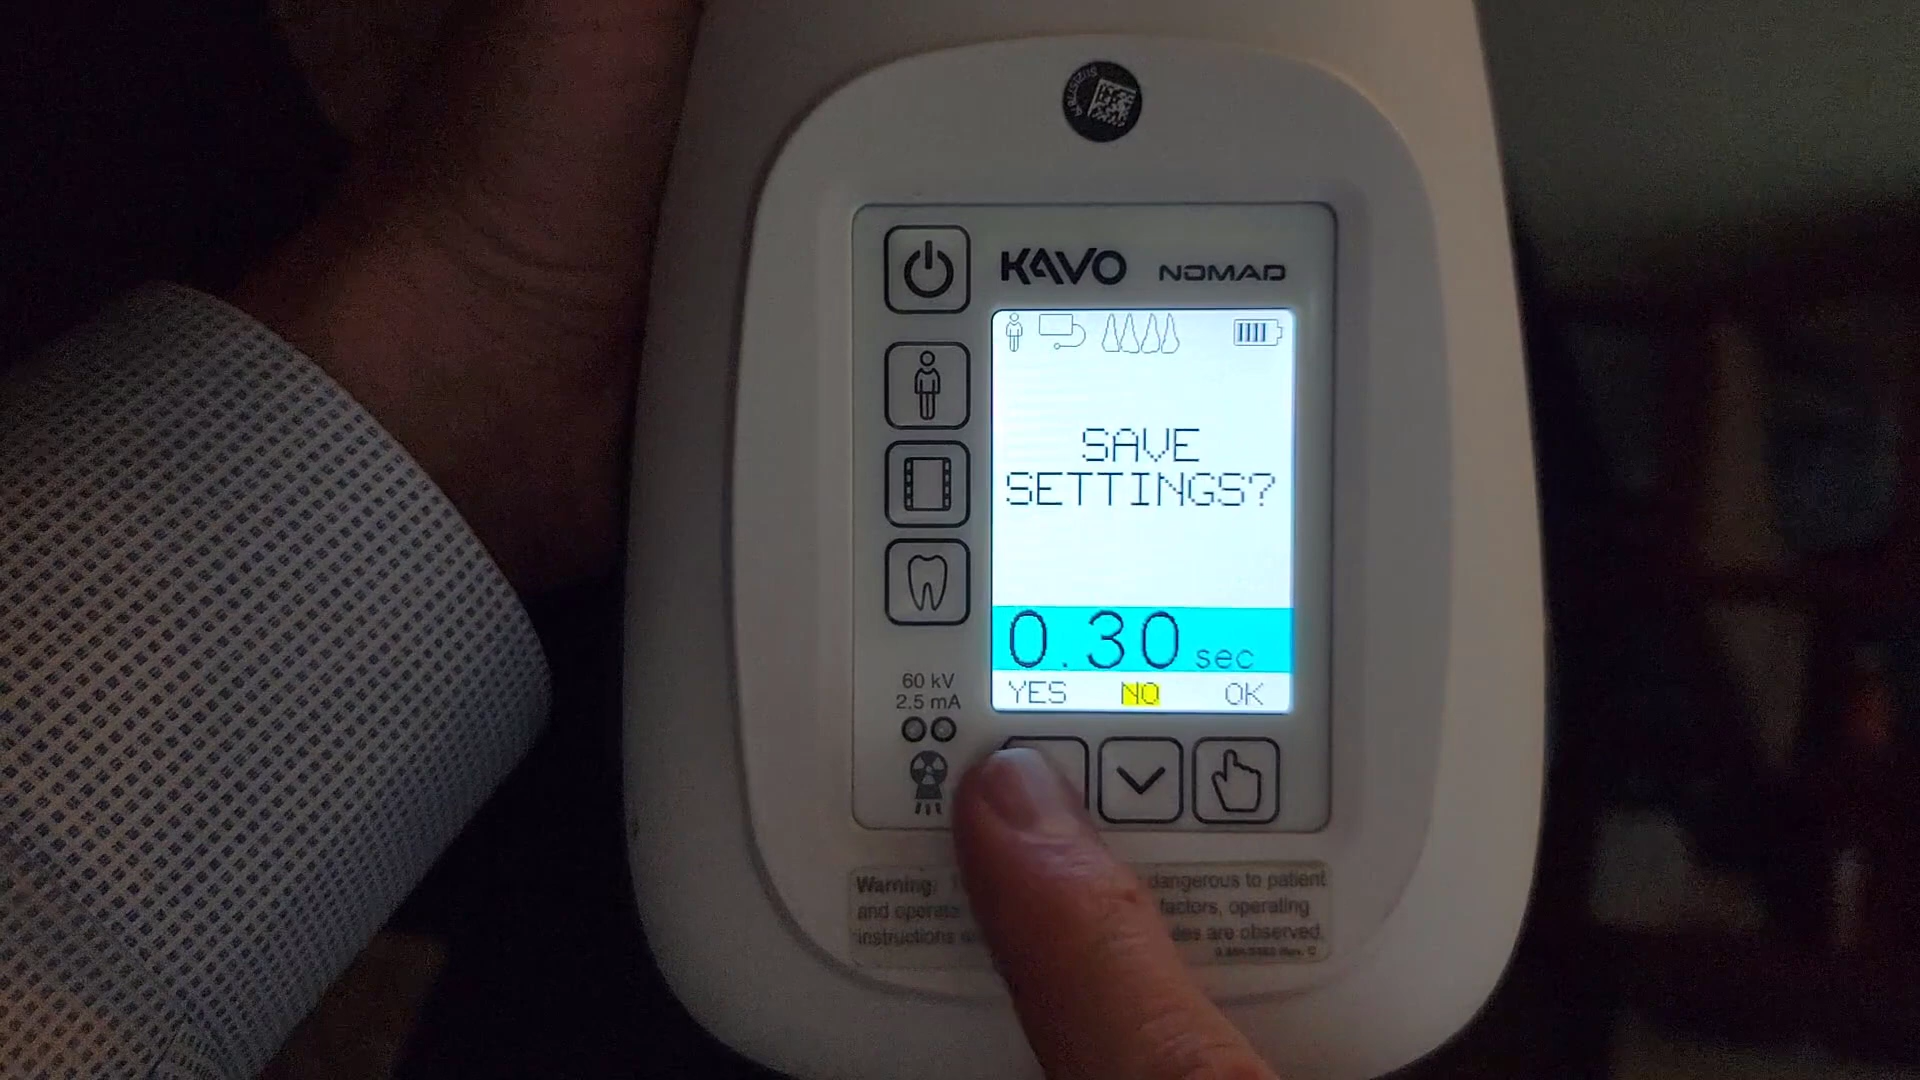 KAVO NOMAD
SAVE
SETTINGS?
0.30 sec
YES NO OK
60 kV
2.5 mA
Warning: dangerous to patient
and operato factors, operating
instructions are observed.